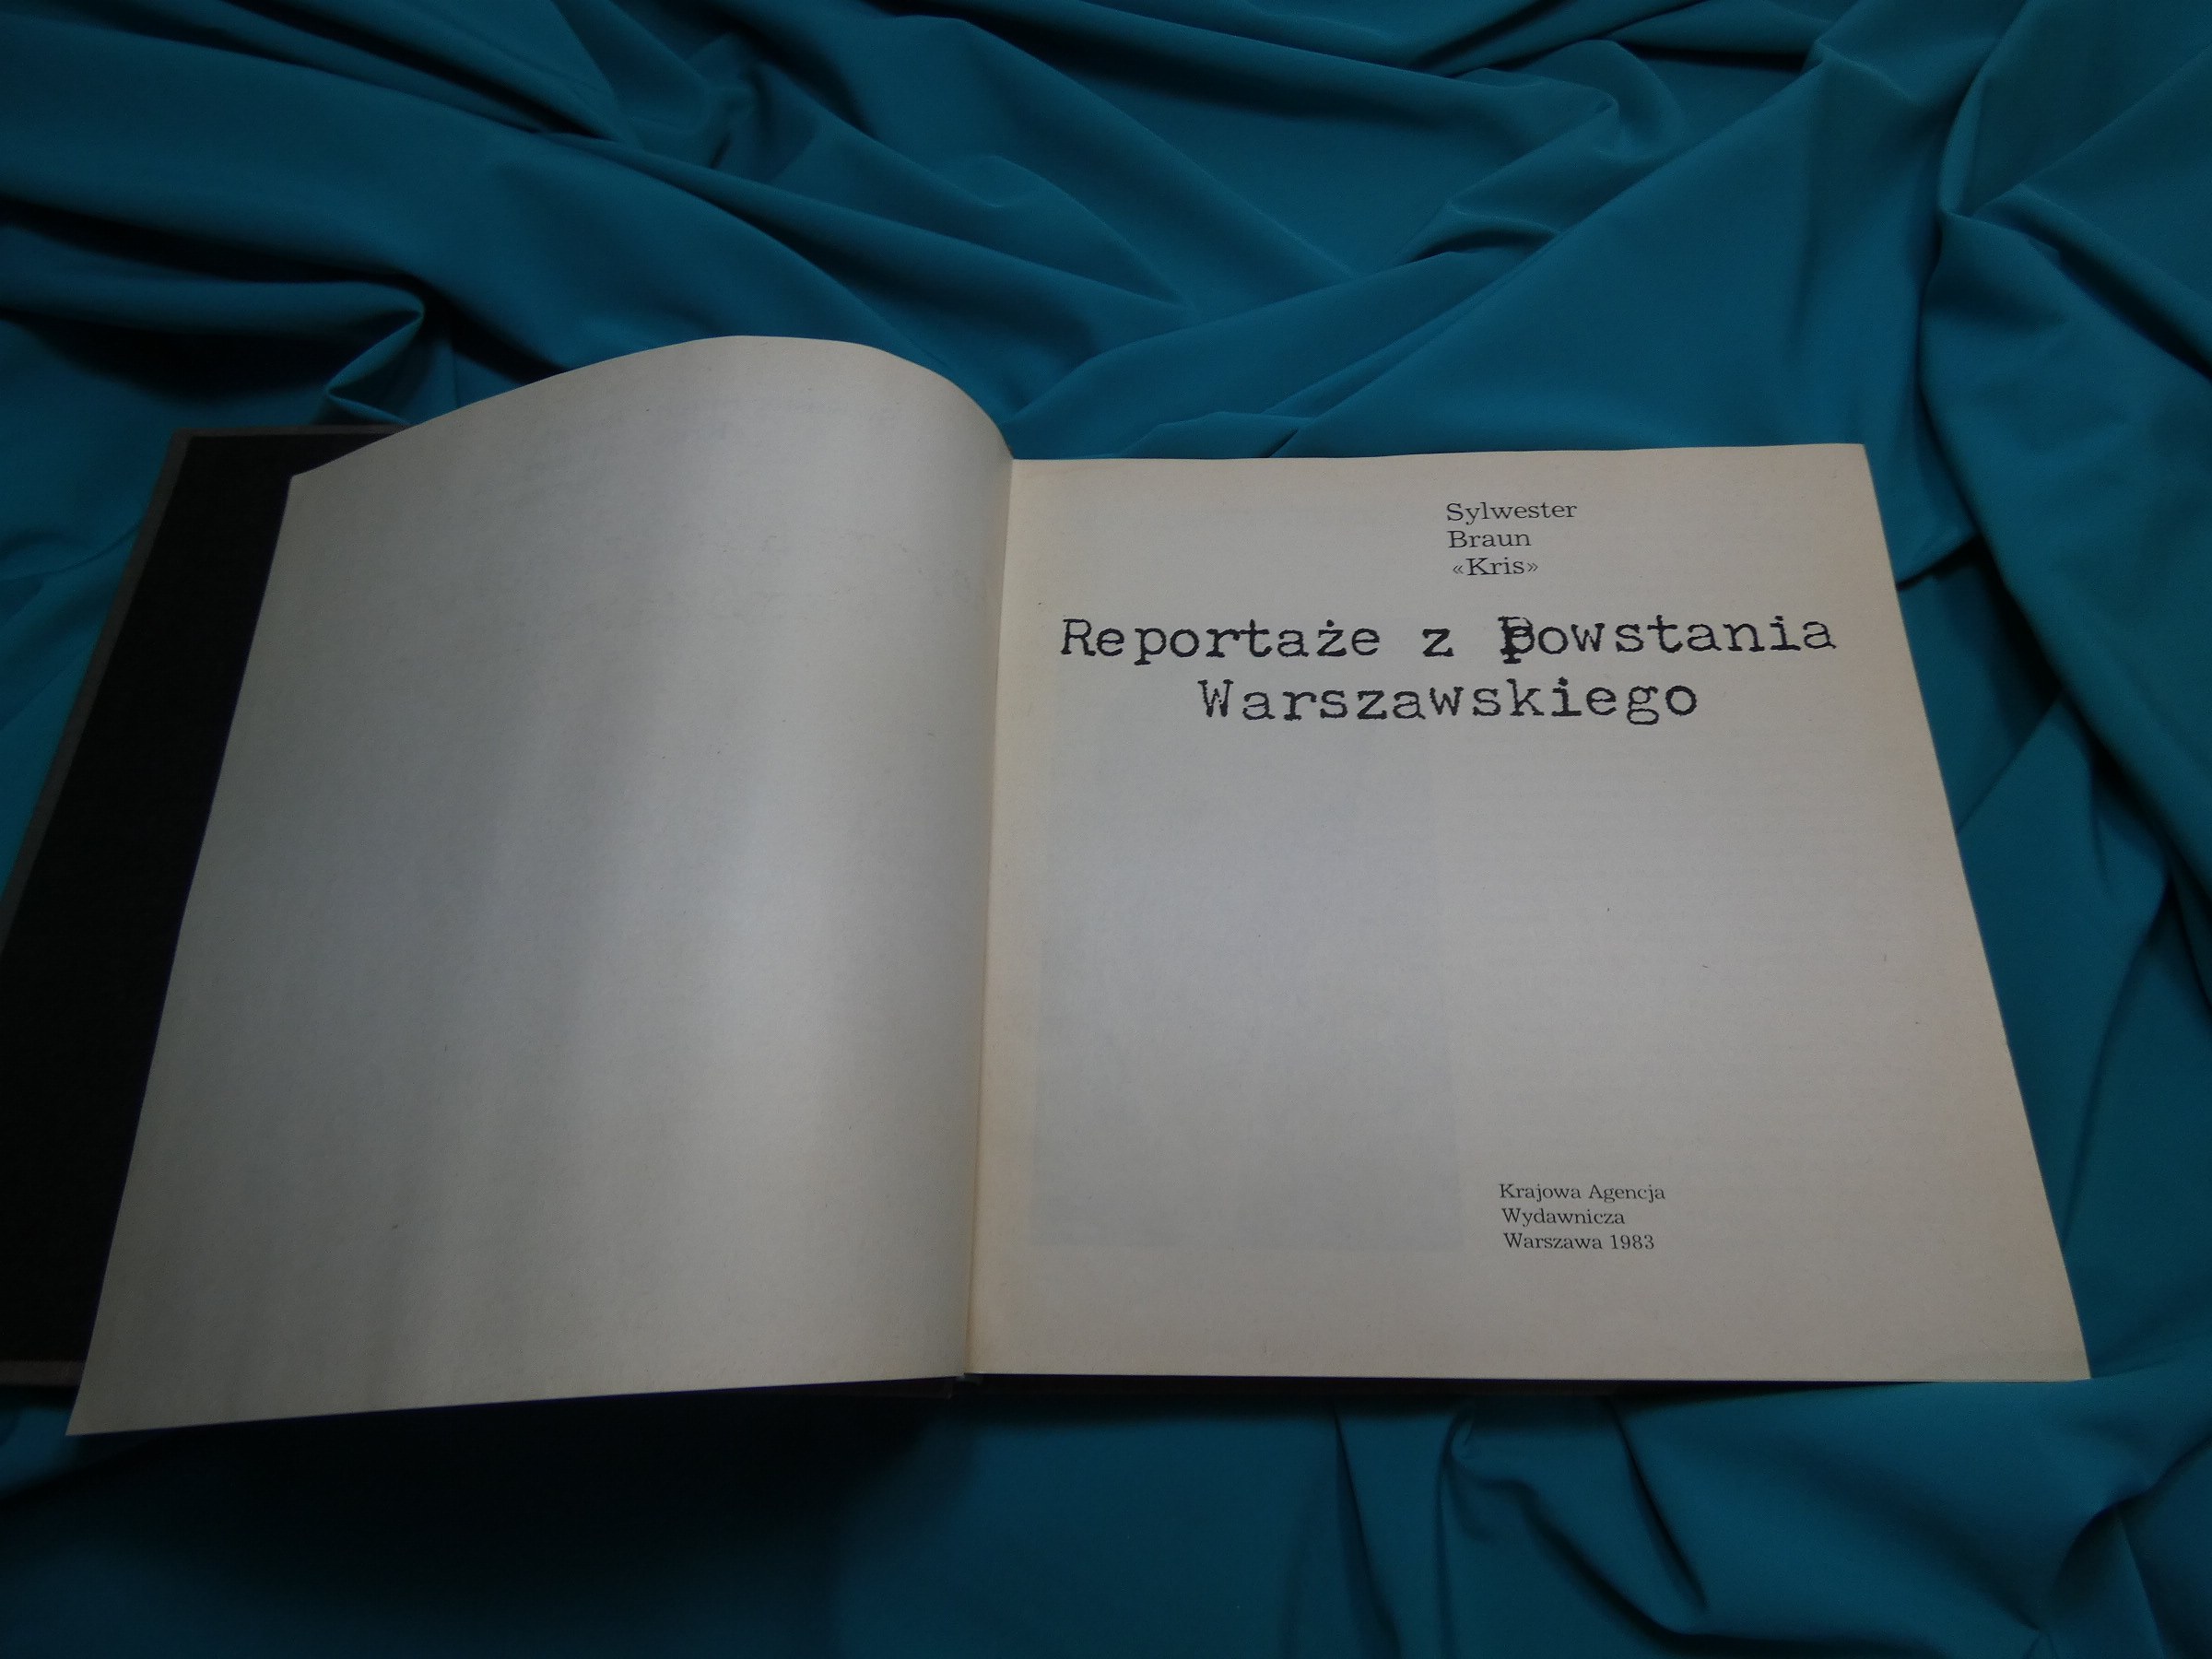 Sylwester
Braun
«Kris»
Reportaże z Powstania
Warszawskiego
Krajowa Agencja
Wydawnicza
Warszawa 1983